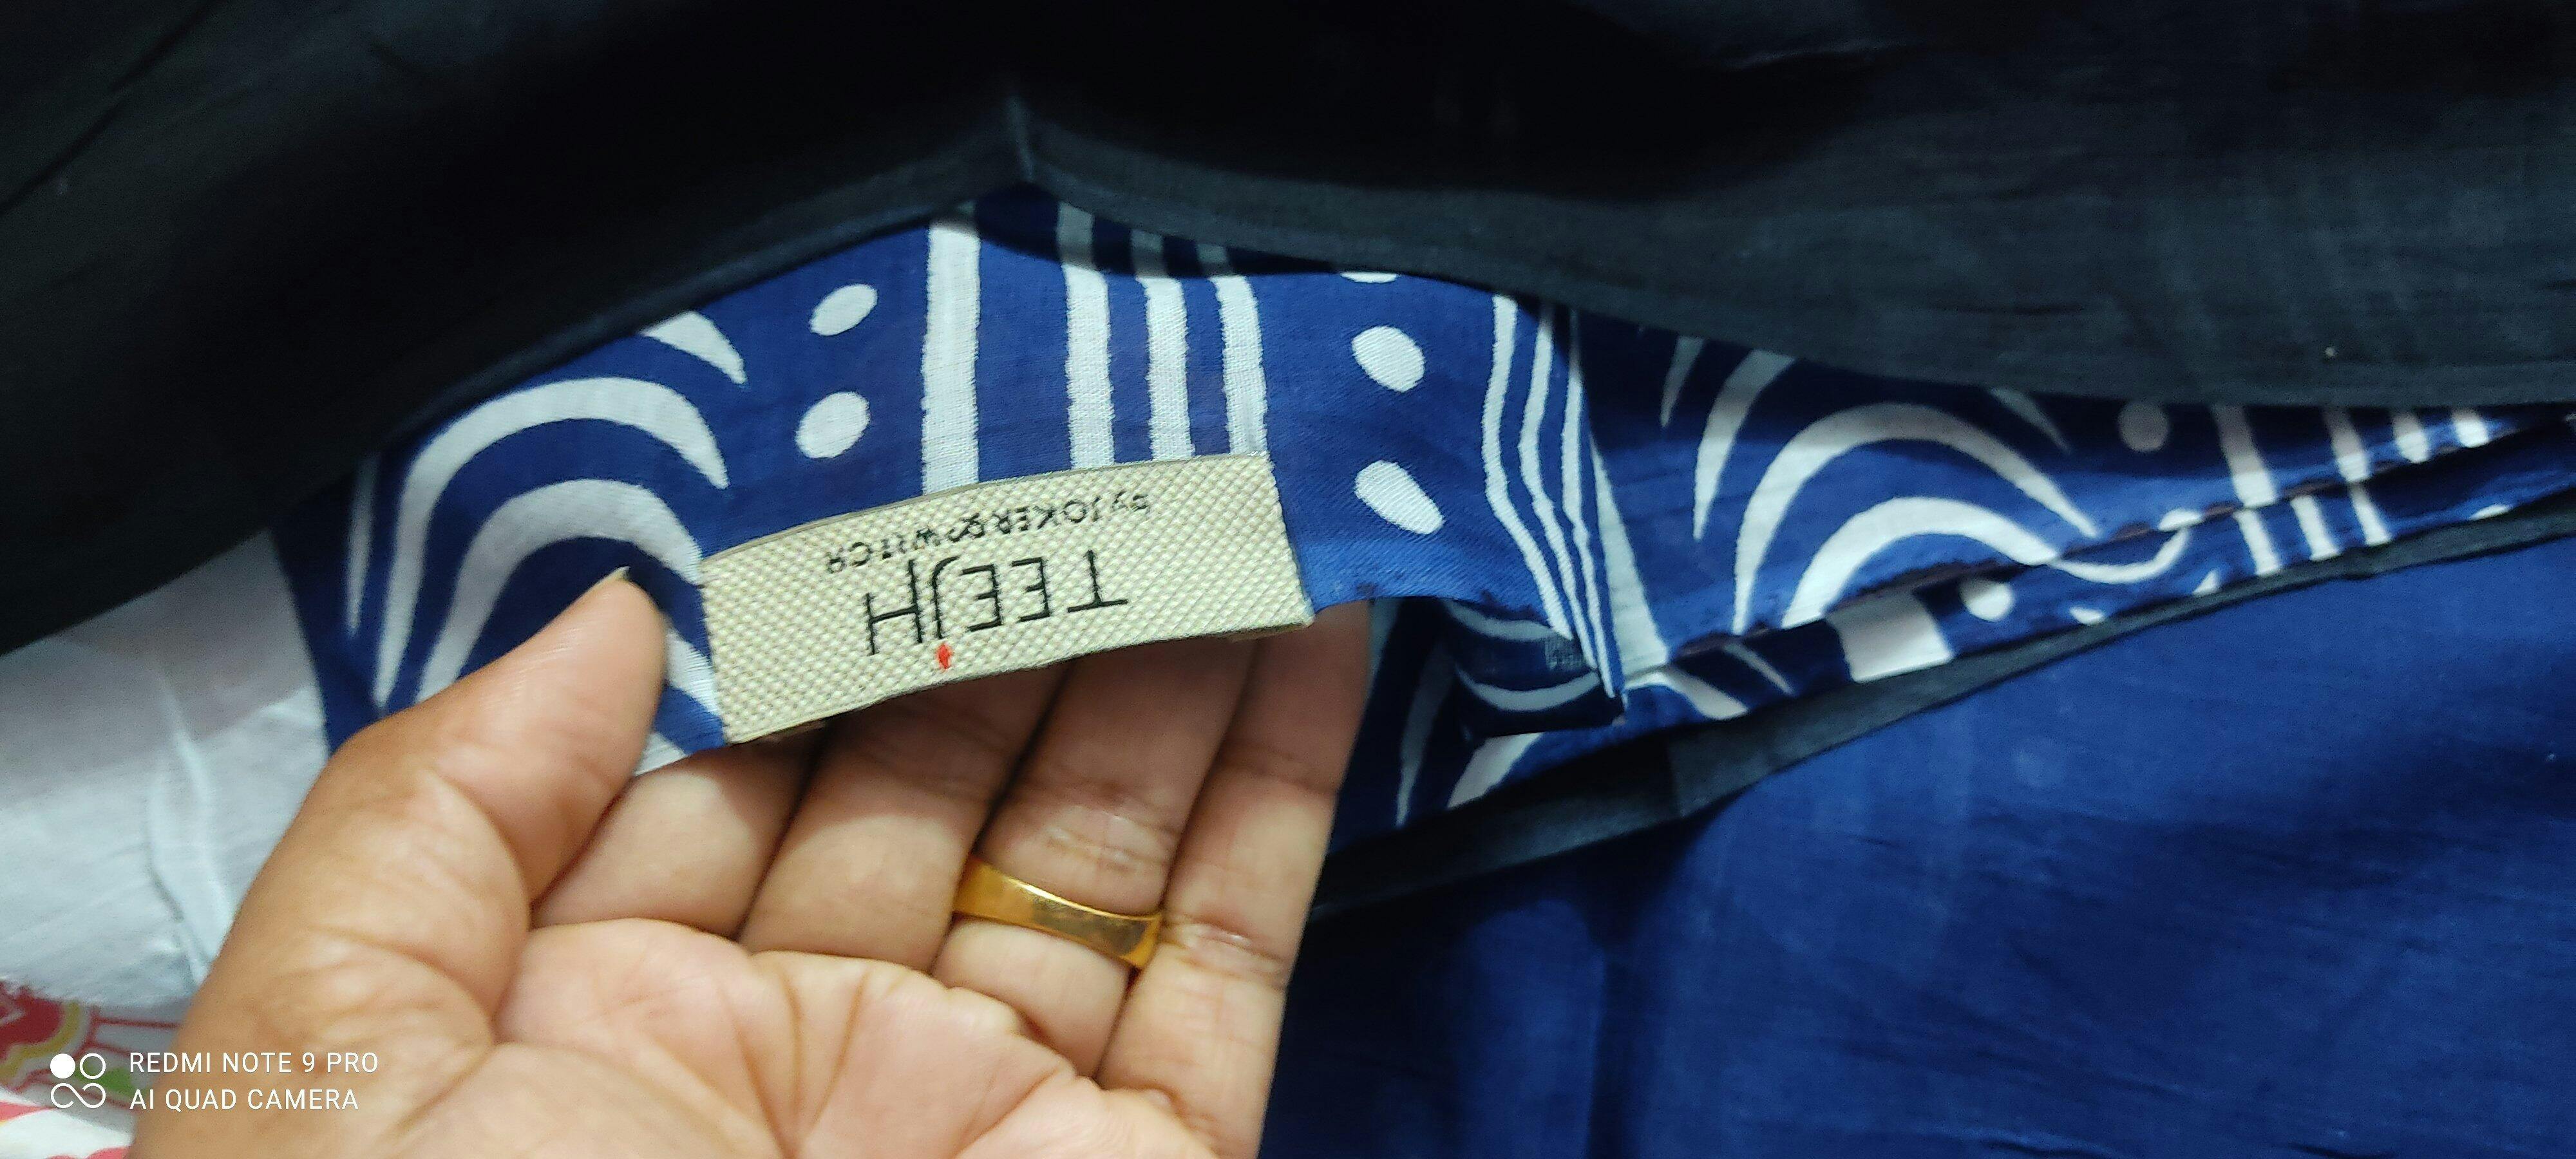 TEEJH
By JOKER & WITCH
REDMI NOTE 9 PRO
AI QUAD CAMERA